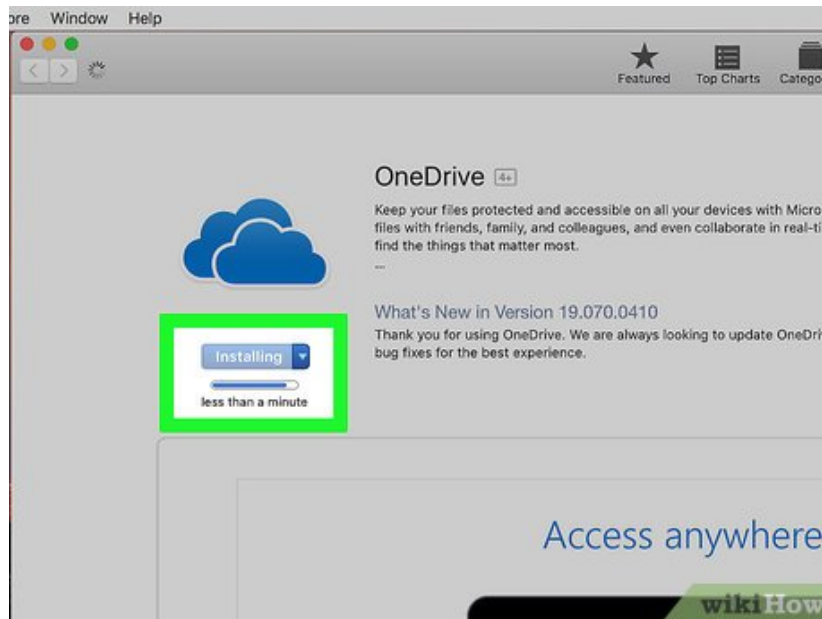 ore Window Help
Featured Top Charts Catego
OneDrive 4+
Keep your files protected and accessible on all your devices with Micro
files with friends, family, and colleagues, and even collaborate in real-ti
find the things that matter most.
...
What's New in Version 19.070.0410
Thank you for using OneDrive. We are always looking to update OneDri
bug fixes for the best experience.
Installing
less than a minute
Access anywhere
wikiHow